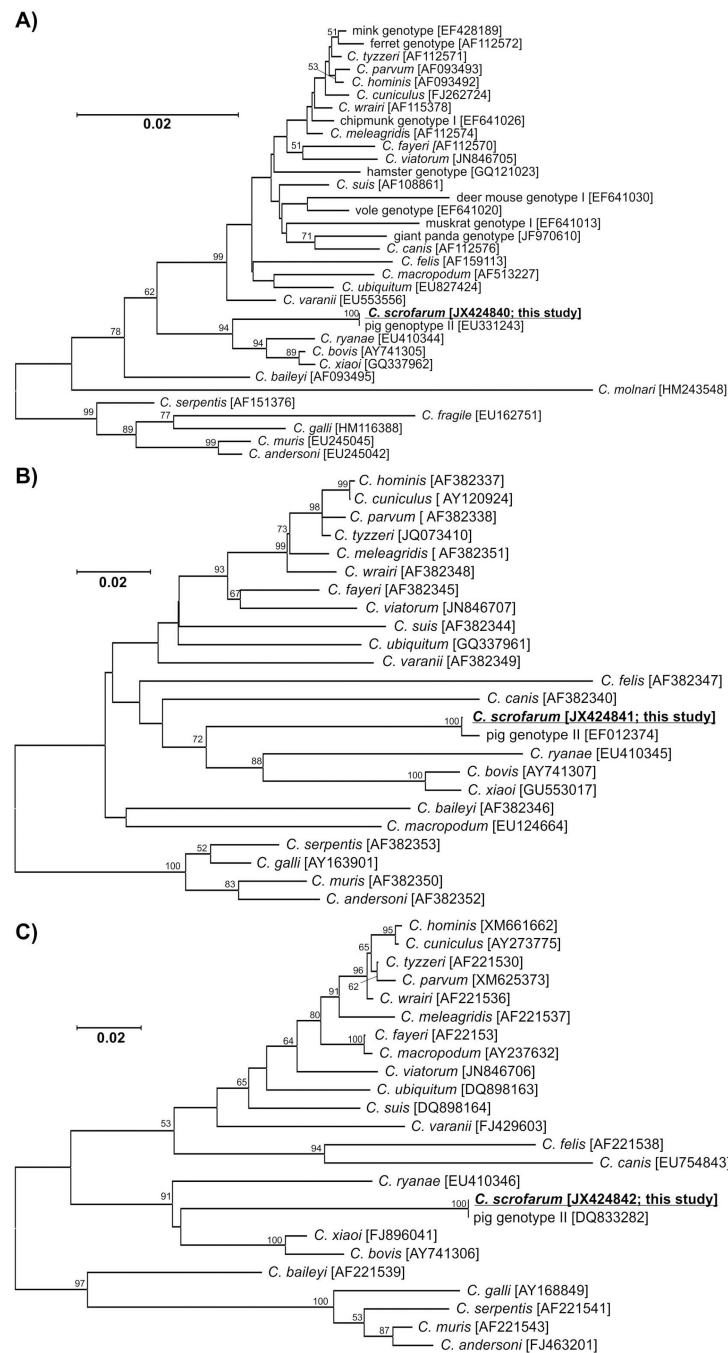 A)
51
mink genotype [EF428189]
ferret genotype [AF112572]
C. tyzzeri [AF112571]
53
C. parvum [AF093493]
C. hominis [AF093492]
C. cuniculus [FJ262724]
0.02
C. wrairi [AF115378]
chipmunk genotype I [EF641026]
C. meleagridis [AF112574]
51
C. fayeri [AF112570]
C. viatorum [JN846705]
hamster genotype [GQ121023]
C. suis [AF108861]
deer mouse genotype I [EF641030]
vole genotype [EF641020]
muskrat genotype I [EF641013]
71
giant panda genotype [JF970610]
C. canis [AF112576]
99
C. felis [AF159113]
C. macropodum [AF513227]
62
C. ubiquitum [EU827424]
C. varanii [EU553556]
100
C. scrofarum [JX424840; this study]
pig genoptype II [EU331243]
78
94
94
C. ryanae [EU410344]
89
C. bovis [AY741305]
C. xiaoi [GQ337962]
C. baileyi [AF093495]
C. molnari [HM243548]
99
C. serpentis [AF151376]
77
C. fragile [EU162751]
89
C. galli [HM116388]
99
C. muris [EU245045]
C. andersoni [EU245042]
B)
99
C. hominis [AF382337]
C. cuniculus [ AY120924]
98
C. parvum [ AF382338]
73
C. tyzzeri [JQ073410]
99
C. meleagridis [ AF382351]
0.02
93
C. wrairi [AF382348]
67
C. fayeri [AF382345]
C. viatorum [JN846707]
C. suis [AF382344]
C. ubiquitum [GQ337961]
C. varanii [AF382349]
C. felis [AF382347]
C. canis [AF382340]
100
C. scrofarum [JX424841; this study]
pig genotype II [EF012374]
72
88
C. ryanae [EU410345]
100
C. bovis [AY741307]
C. xiaoi [GU553017]
C. baileyi [AF382346]
C. macropodum [EU124664]
52
C. serpentis [AF382353]
100
C. galli [AY163901]
83
C. muris [AF382350]
C. andersoni [AF382352]
C)
95
C. hominis [XM661662]
65
C. cuniculus [AY273775]
96
C. tyzzeri [AF221530]
62
C. parvum [XM625373]
91
C. wrairi [AF221536]
0.02
80
C. meleagridis [AF221537]
100
C. fayeri [AF22153]
64
C. macropodum [AY237632]
C. viatorum [JN846706]
65
C. ubiquitum [DQ898163]
C. suis [DQ898164]
C. varanii [FJ429603]
53
94
C. felis [AF221538]
C. canis [EU754843]
91
C. ryanae [EU410346]
100
C. scrofarum [JX424842; this study]
pig genotype II [DQ833282]
100
C. xiaoi [FJ896041]
C. bovis [AY741306]
97
C. baileyi [AF221539]
100
C. galli [AY168849]
53
C. serpentis [AF221541]
87
C. muris [AF221543]
C. andersoni [FJ463201]